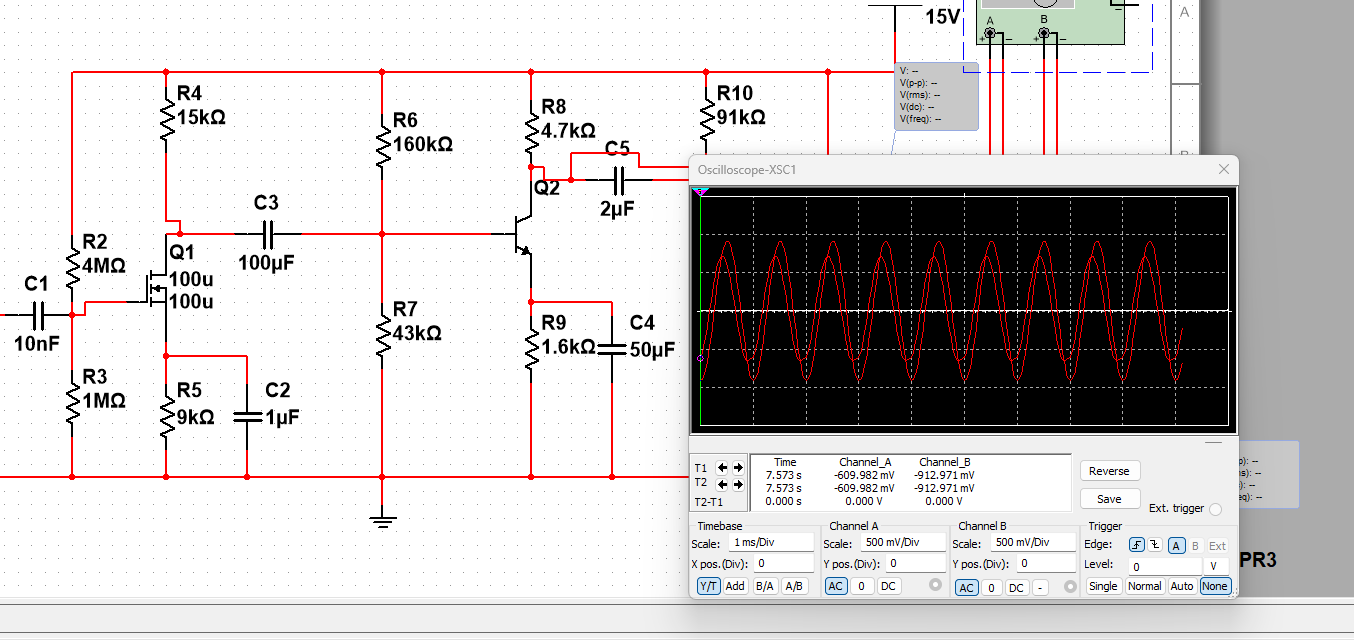 15V
A
B
A
V: --
V(p-p): --
V(rms): --
V(dc): --
V(freq): --
R4
15kΩ
R6
160kΩ
R8
4.7kΩ
R10
91kΩ
C5
2µF
Q2
C3
100µF
R2
4MΩ
Q1
100u
100u
C1
10nF
R7
43kΩ
R9
1.6kΩ
C4
50µF
R3
1MΩ
R5
9kΩ
C2
1µF
Oscilloscope-XSC1
T1
T2
T2-T1
Time Channel_A Channel_B
7.573 s -609.982 mV -912.971 mV
7.573 s -609.982 mV -912.971 mV
0.000 s 0.000 V 0.000 V
Reverse
Save
Ext. trigger
Timebase
Scale: 1 ms/Div
X pos.(Div): 0
Y/T Add B/A A/B
Channel A
Scale: 500 mV/Div
Y pos.(Div): 0
AC 0 DC
Channel B
Scale: 500 mV/Div
Y pos.(Div): 0
AC 0 DC -
Trigger
Edge: A B Ext
Level: 0 V
Single Normal Auto None
PR3